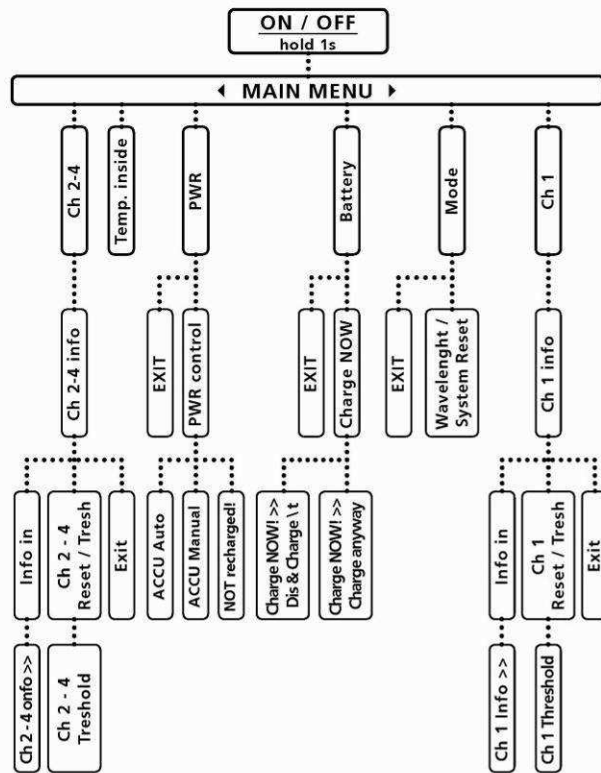 ON / OFF
hold 1s
MAIN MENU
Ch 2-4
Temp. inside
PWR
Battery
Mode
Ch 1
Ch 2-4 info
EXIT
PWR control
EXIT
Charge NOW
EXIT
Wavelenght /
System Reset
Ch 1 info
Info in
Ch 2 - 4
Reset / Tresh
Exit
ACCU Auto
ACCU Manual
NOT recharged!
Charge NOW! >>
Dis & Charge \t
Charge NOW! >>
Charge anyway
Info in
Ch 1
Reset / Tresh
Exit
Ch 2 - 4 onfo >>
Ch 2 - 4
Treshold
Ch 1 Info >>
Ch 1 Threshold